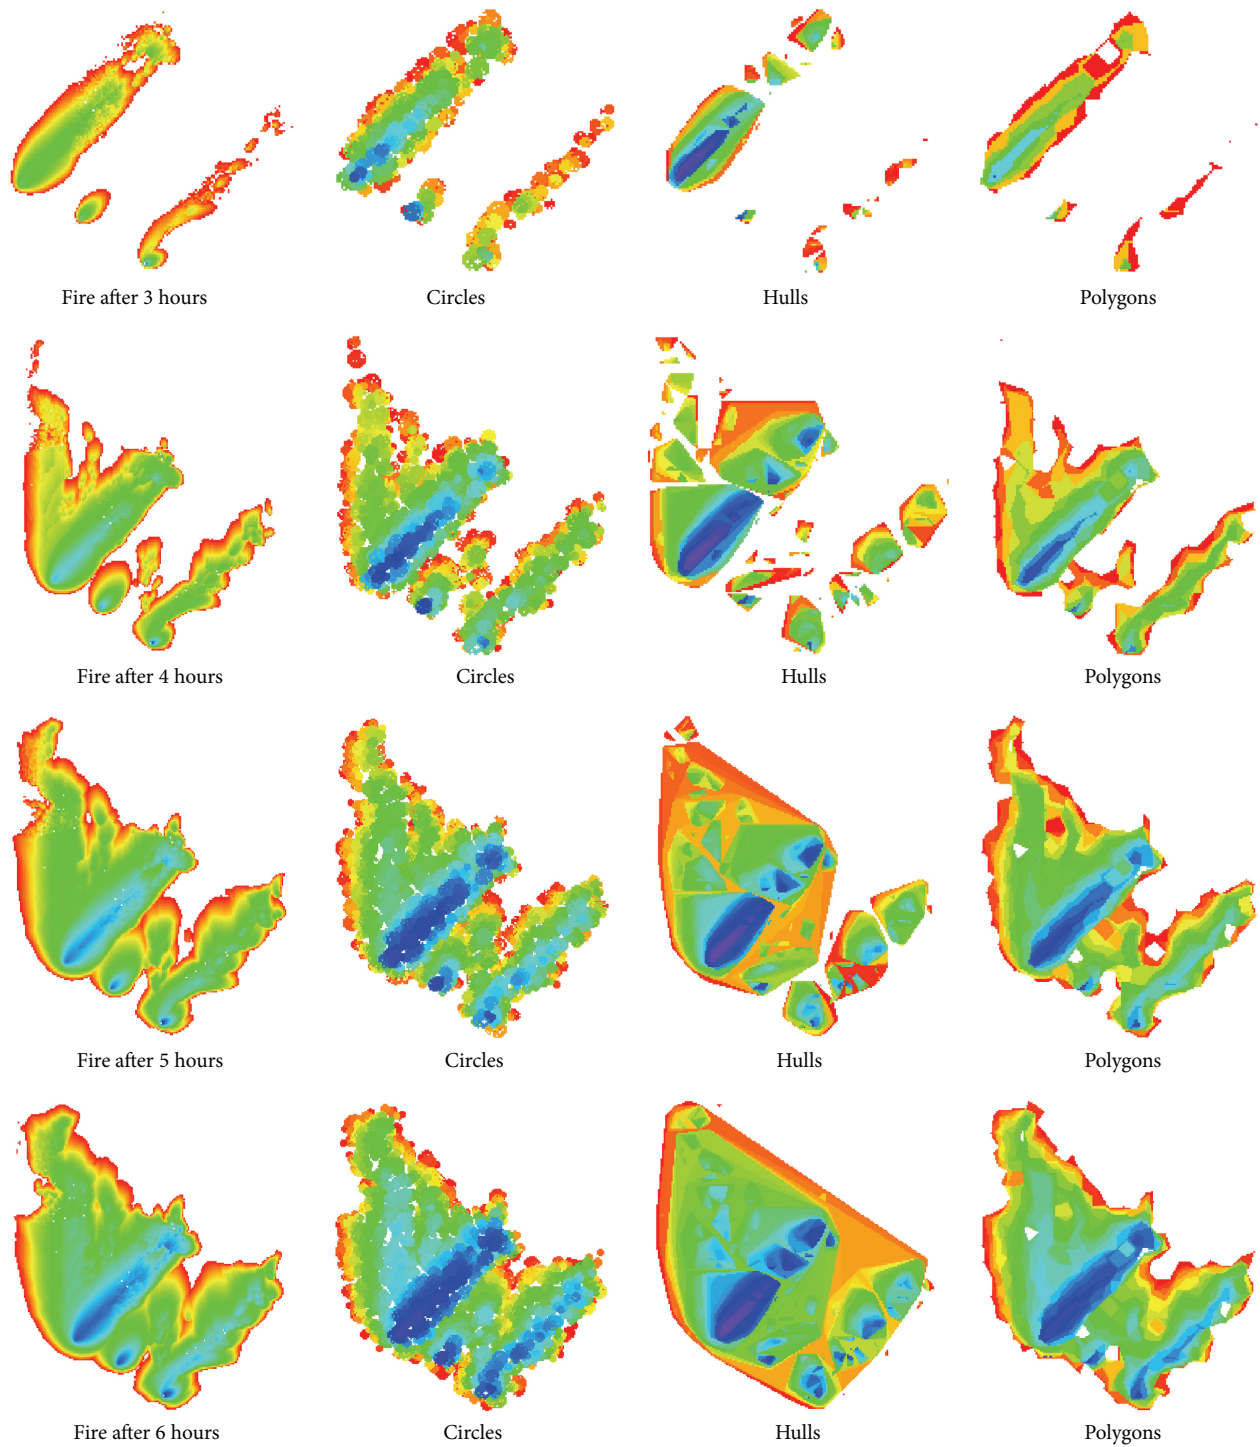 Fire after 3 hours
Circles
Hulls
Polygons
Fire after 4 hours
Circles
Hulls
Polygons
Fire after 5 hours
Circles
Hulls
Polygons
Fire after 6 hours
Circles
Hulls
Polygons